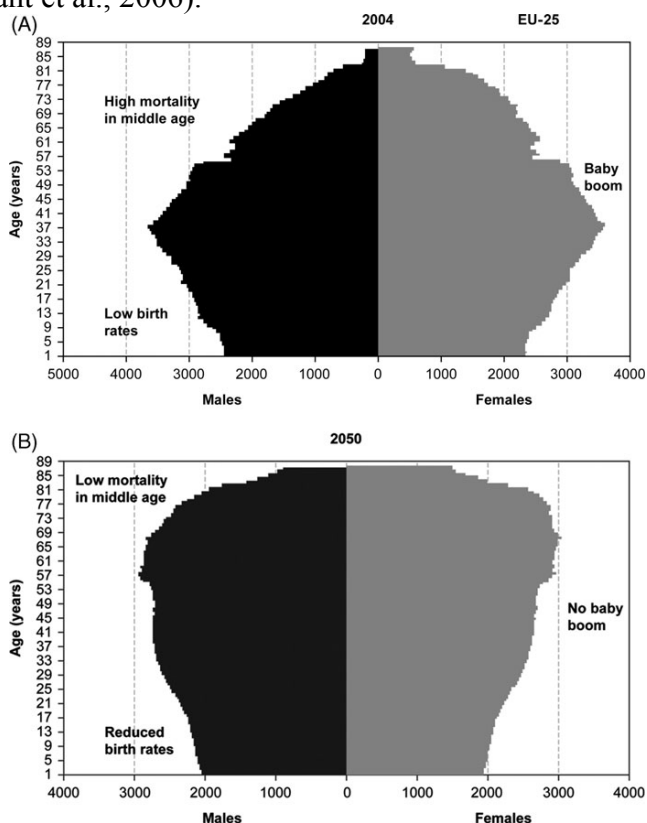 et al., 2006).
(A) 2004 EU-25
89
85
81
77
73
69
65
61
57
53
49
45
41
37
33
29
25
21
17
13
9
5
1
Age (years)
High mortality
in middle age
Baby
boom
Low birth
rates
5000 4000 3000 2000 1000 0 1000 2000 3000 4000
Males Females
(B) 2050
89
85
81
77
73
69
65
61
57
53
49
45
41
37
33
29
25
21
17
13
9
5
1
Age (years)
Low mortality
in middle age
No baby
boom
Reduced
birth rates
4000 3000 2000 1000 0 1000 2000 3000 4000
Males Females